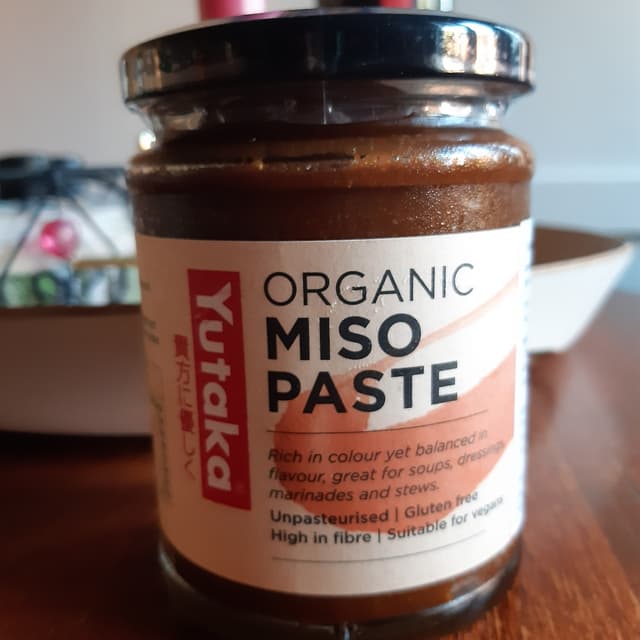 Yutaka
ORGANIC
MISO
PASTE
Rich in colour yet balanced in
flavour, great for soups, dressings,
marinades and stews.
Unpasteurised | Gluten free
High in fibre | Suitable for vegans